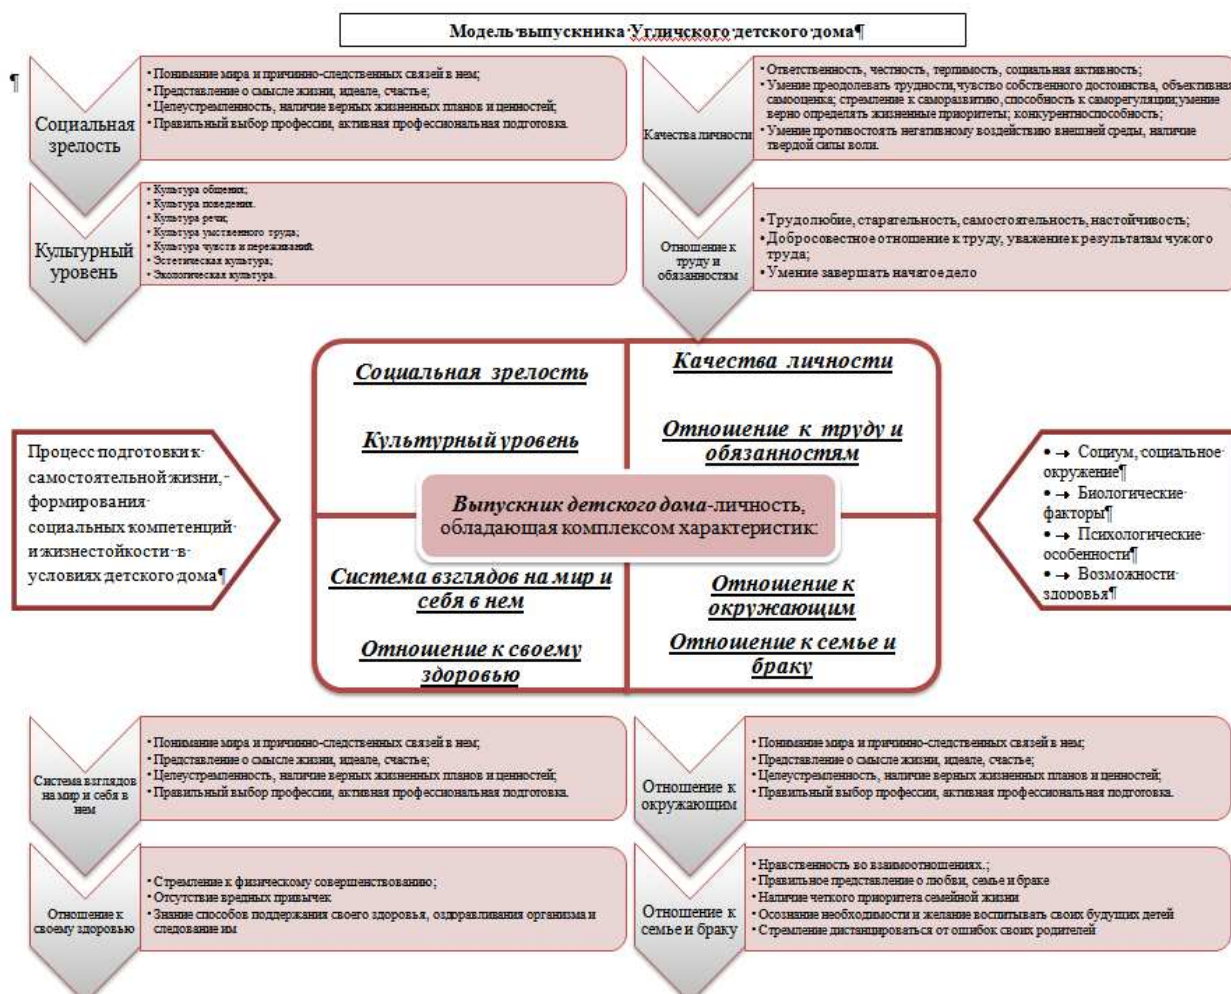 Модель выпускника Угличского детского дома¶
¶
Социальная
зрелость
• Понимание мира и причинно-следственных связей в нем;
• Представление о смысле жизни, идеале, счастье;
• Целеустремленность, наличие верных жизненных планов и ценностей;
• Правильный выбор профессии, активная профессиональная подготовка.
Качества личности
• Ответственность, честность, терпимость, социальная активность;
• Умение преодолевать трудности,чувство собственного достоинства, объективная
самооценка; стремление к саморазвитию, способность к саморегуляции;умение
верно определять жизненные приоритеты; конкурентноспособность;
• Умение противостоять негативному воздействию внешней среды, наличие
твердой силы воли.
Культурный
уровень
• Культура общения;
• Культура поведения.
• Культура речи;
• Культура умственного труда;
• Культура чувств и переживаний.
• Эстетическая культура;
• Экологическая культура.
Отношение к
труду и
обязанностям
• Трудолюбие, старательность, самостоятельность, настойчивость;
• Добросовестное отношение к труду, уважение к результатам чужого
труда;
• Умение завершать начатое дело
Социальная зрелость
Культурный уровень
Качества личности
Отношение к труду и
обязанностям
Процесс подготовки к
самостоятельной жизни,
формирования
социальных компетенций
и жизнестойкости в
условиях детского дома¶
Выпускник детского дома-личность,
обладающая комплексом характеристик:
• → Социум, социальное
окружение¶
• → Биологические
факторы¶
• → Психологические
особенности¶
• → Возможности
здоровья¶
Система взглядов на мир и
себя в нем
Отношение к своему
здоровью
Отношение к
окружающим
Отношение к семье и
браку
Система взглядов
на мир и себя в
нем
• Понимание мира и причинно-следственных связей в нем;
• Представление о смысле жизни, идеале, счастье;
• Целеустремленность, наличие верных жизненных планов и ценностей;
• Правильный выбор профессии, активная профессиональная подготовка.
Отношение к
окружающим
• Понимание мира и причинно-следственных связей в нем;
• Представление о смысле жизни, идеале, счастье;
• Целеустремленность, наличие верных жизненных планов и ценностей;
• Правильный выбор профессии, активная профессиональная подготовка.
Отношение к
своему здоровью
• Стремление к физическому совершенствованию;
• Отсутствие вредных привычек
• Знание способов поддержания своего здоровья, оздоравливания организма и
следование им
Отношение к
семье и браку
• Нравственность во взаимоотношениях.;
• Правильное представление о любви, семье и браке
• Наличие четкого приоритета семейной жизни
• Осознание необходимости и желание воспитывать своих будущих детей
• Стремление дистанцироваться от ошибок своих родителей